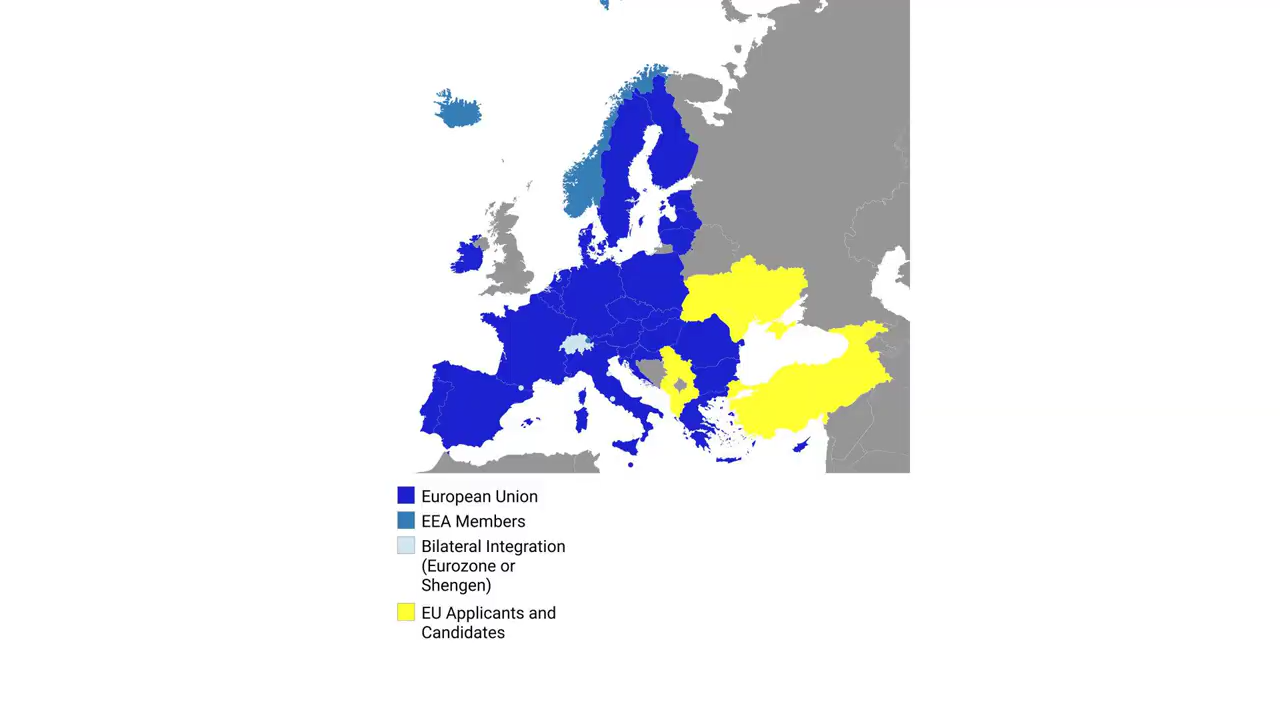 European Union
EEA Members
Bilateral Integration
(Eurozone or
Shengen)
EU Applicants and
Candidates